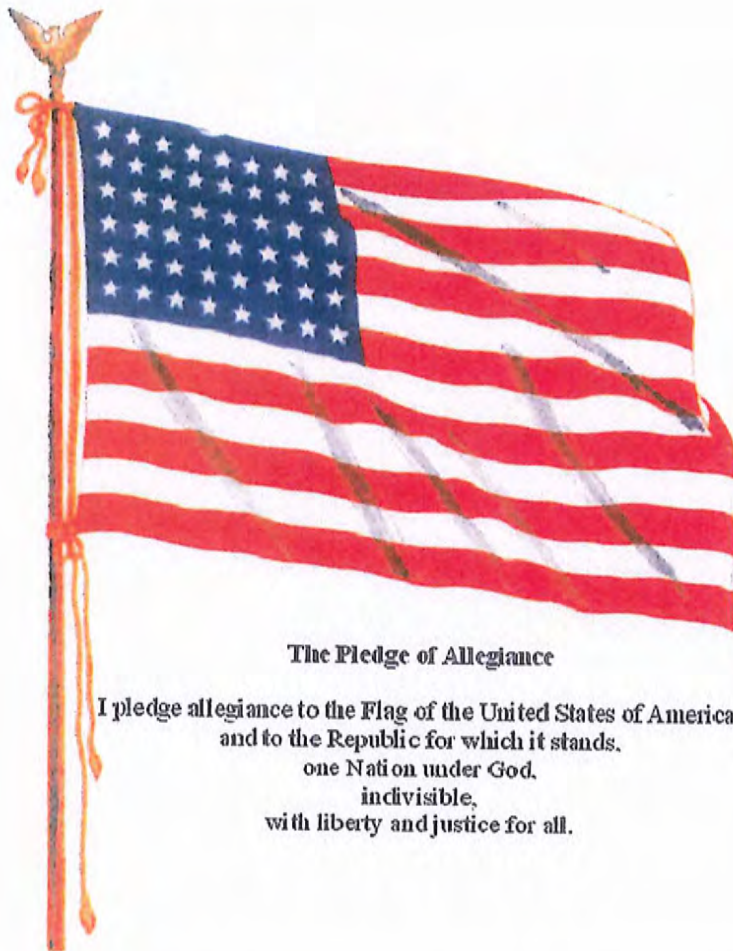 The Pledge of Allegiance
I pledge allegiance to the Flag of the United States of America
and to the Republic for which it stands,
one Nation under God,
indivisible,
with liberty and justice for all.